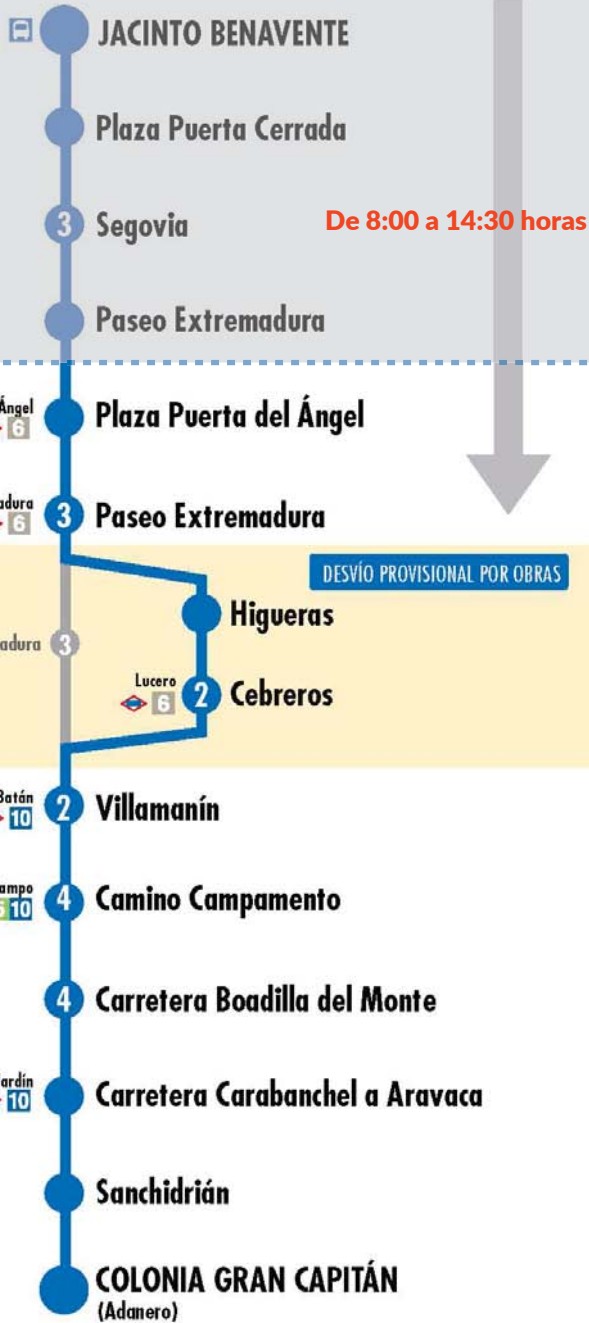 JACINTO BENAVENTE
Plaza Puerta Cerrada
3 Segovia
De 8:00 a 14:30 horas
Paseo Extremadura
Ángel
6
Plaza Puerta del Ángel
adura
6
3 Paseo Extremadura
DESVÍO PROVISIONAL POR OBRAS
Higueras
adura 3
Lucero
6
2 Cebreros
Batán
10
2 Villamanín
ampo
10
4 Camino Campamento
4 Carretera Boadilla del Monte
ardín
10
Carretera Carabanchel a Aravaca
Sanchidrián
COLONIA GRAN CAPITÁN
(Adanero)